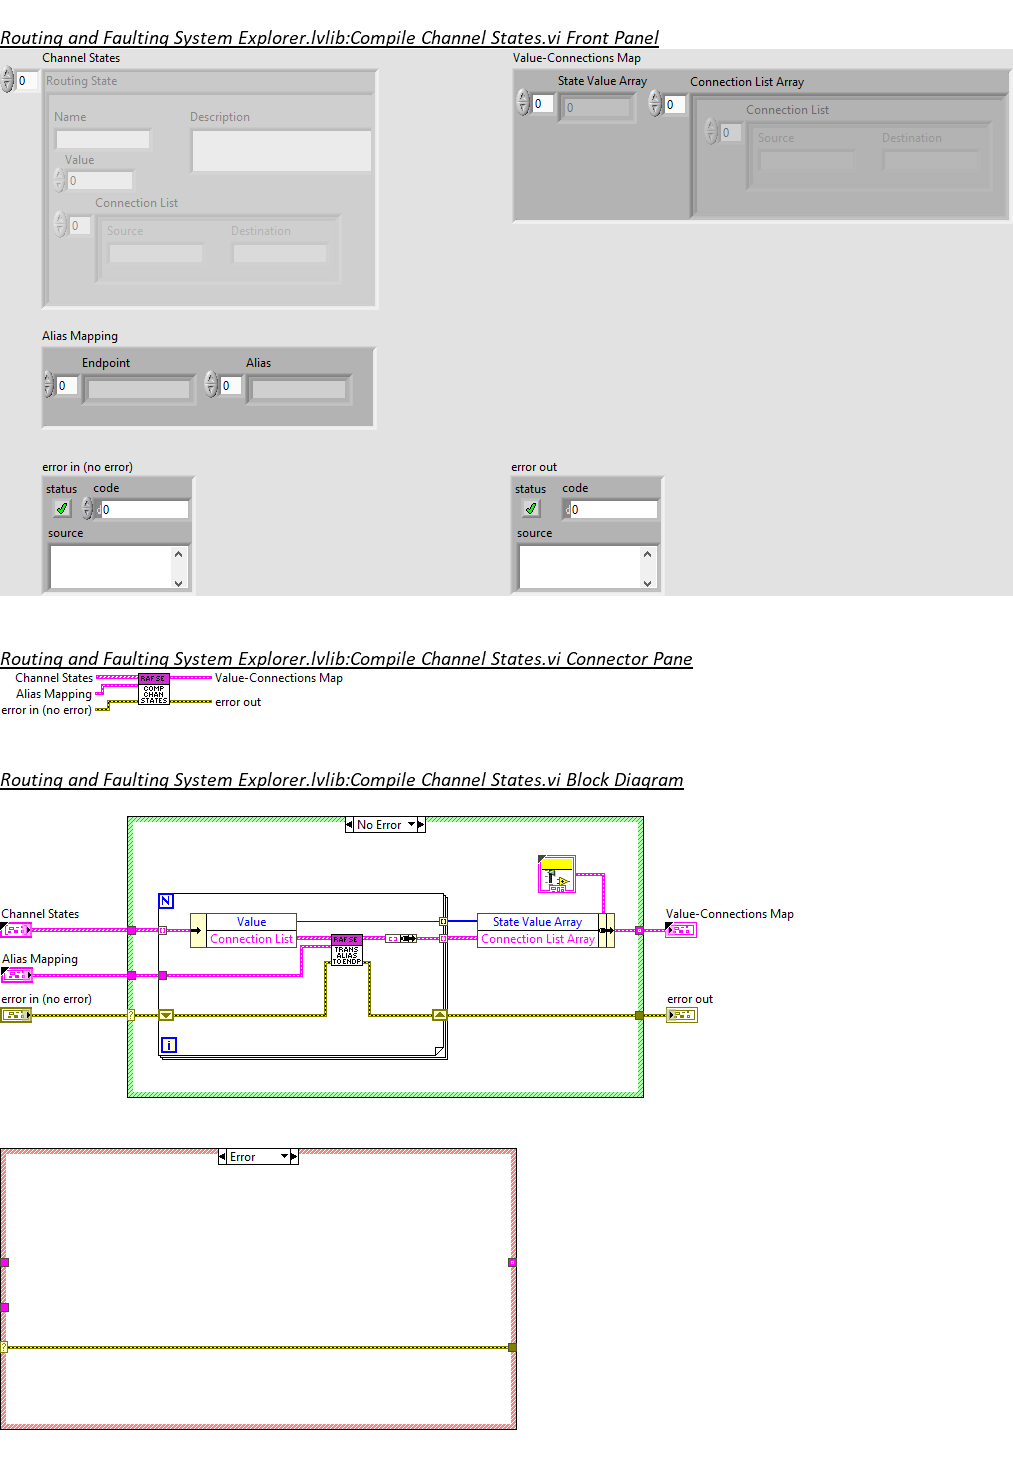 Routing and Faulting System Explorer.lvlib:Compile Channel States.vi Front Panel
Channel States
0
Routing State
Name
Description
Value
0
Connection List
0
Source
Destination
Value-Connections Map
State Value Array
Connection List Array
0
0
0
Connection List
0
Source
Destination
Alias Mapping
Endpoint
Alias
0
0
error in (no error)
status
code
0
source
error out
status
code
0
source
Routing and Faulting System Explorer.lvlib:Compile Channel States.vi Connector Pane
Channel States
Alias Mapping
error in (no error)
RAFSE
COMP
CHAN
STATES
Value-Connections Map
error out
Routing and Faulting System Explorer.lvlib:Compile Channel States.vi Block Diagram
No Error
N
Channel States
Value
State Value Array
Value-Connections Map
Connection List
RAFSE
TRANS
ALIAS
TO ENDP
Connection List Array
Alias Mapping
error in (no error)
?
error out
i
Error
?